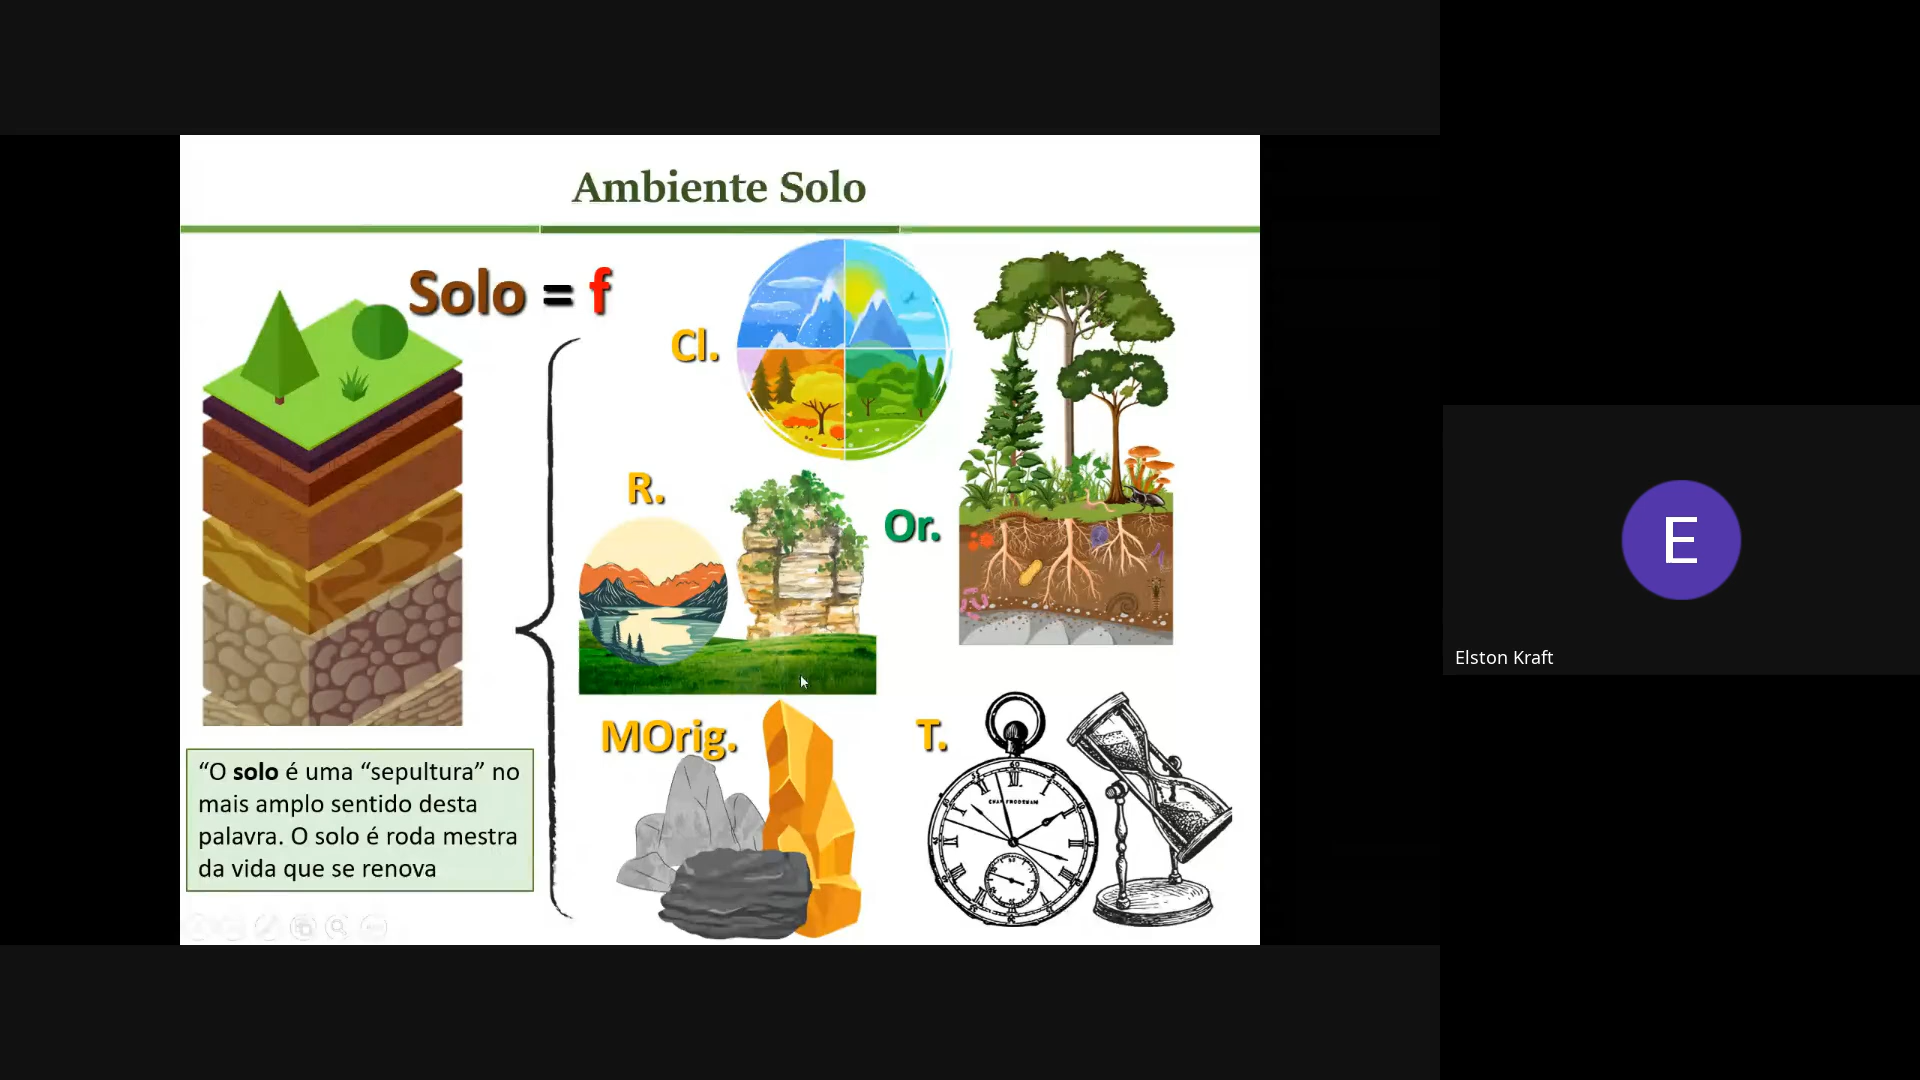 Ambiente Solo
Solo = f
Cl.
R.
Or.
MOrig.
T.
“O solo é uma “sepultura” no
mais amplo sentido desta
palavra. O solo é roda mestra
da vida que se renova
E
Elston Kraft